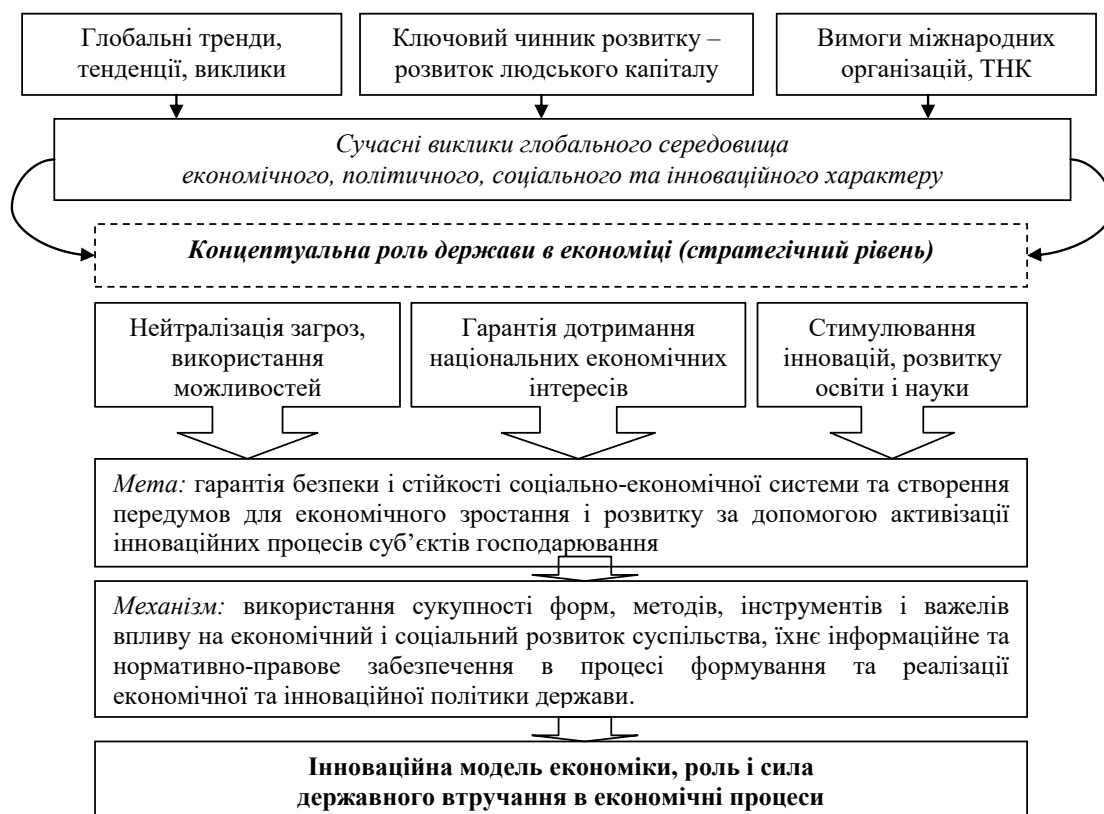 Глобальні тренди,
тенденції, виклики
Ключовий чинник розвитку –
розвиток людського капіталу
Вимоги міжнародних
організацій, ТНК
Сучасні виклики глобального середовища
економічного, політичного, соціального та інноваційного характеру
Концептуальна роль держави в економіці (стратегічний рівень)
Нейтралізація загроз,
використання
можливостей
Гарантія дотримання
національних економічних
інтересів
Стимулювання
інновацій, розвитку
освіти і науки
Мета: гарантія безпеки і стійкості соціально-економічної системи та створення
передумов для економічного зростання і розвитку за допомогою активізації
інноваційних процесів суб’єктів господарювання
Механізм: використання сукупності форм, методів, інструментів і важелів
впливу на економічний і соціальний розвиток суспільства, їхнє інформаційне та
нормативно-правове забезпечення в процесі формування та реалізації
економічної та інноваційної політики держави.
Інноваційна модель економіки, роль і сила
державного втручання в економічні процеси